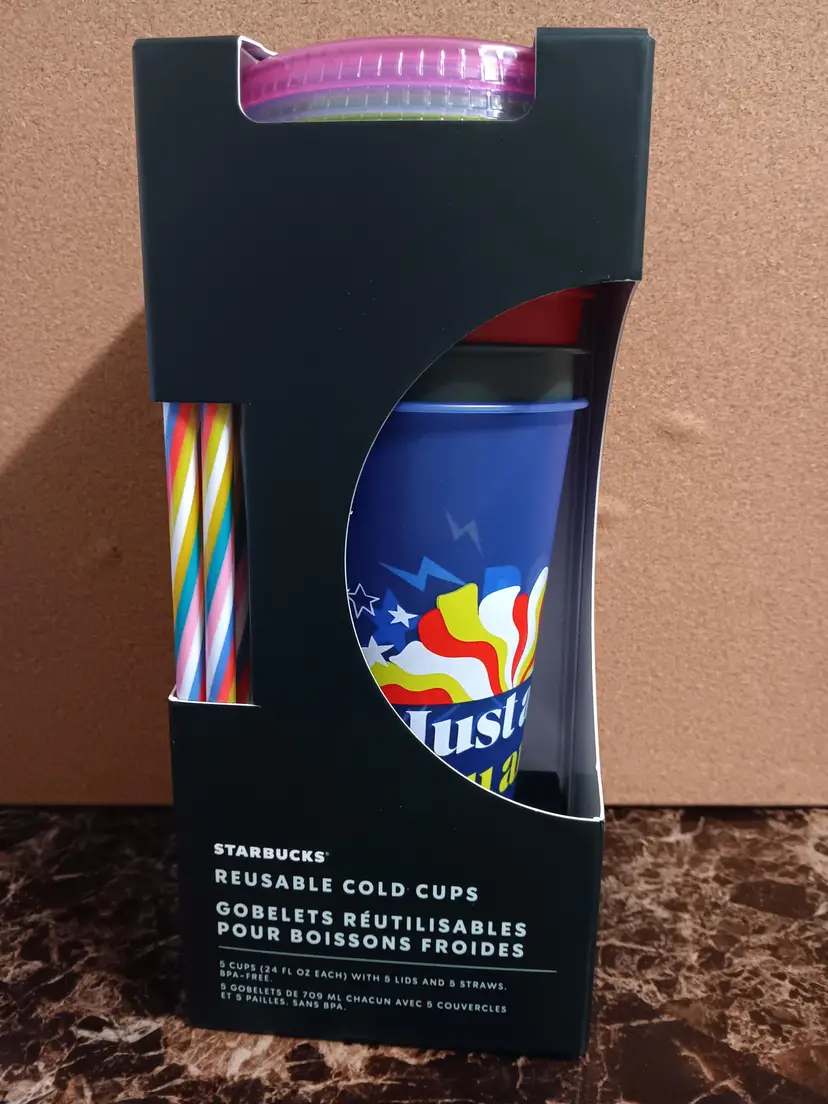 Just a
u a
STARBUCKS®
REUSABLE COLD CUPS
GOBELETS RÉUTILISABLES
POUR BOISSONS FROIDES
5 CUPS (24 FL OZ EACH) WITH 5 LIDS AND 5 STRAWS.
BPA-FREE.
5 GOBELETS DE 709 ML CHACUN AVEC 5 COUVERCLES
ET 5 PAILLES. SANS BPA.